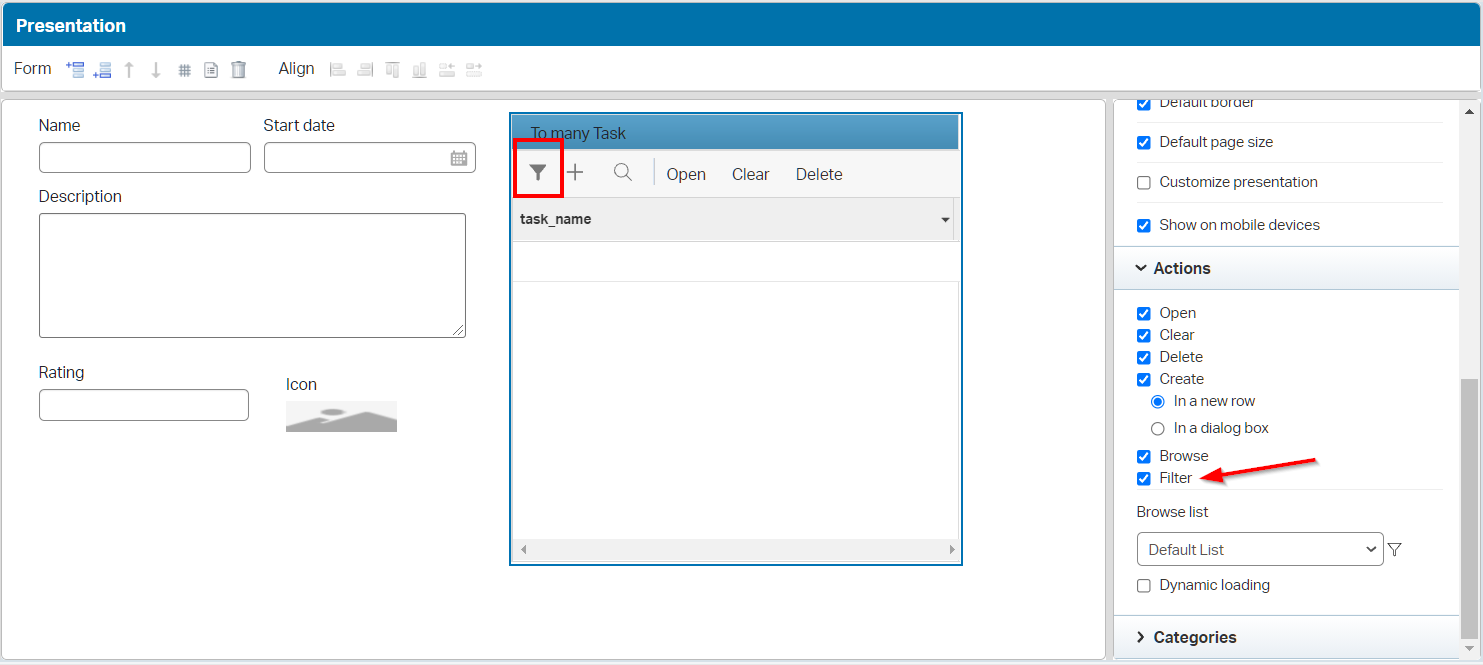 Presentation
Form Align
Name Start date
Description
Rating
Icon
To many Task
Open Clear Delete
task_name
Default border
Default page size
Customize presentation
Show on mobile devices
Actions
Open
Clear
Delete
Create
In a new row
In a dialog box
Browse
Filter
Browse list
Default List
Dynamic loading
Categories